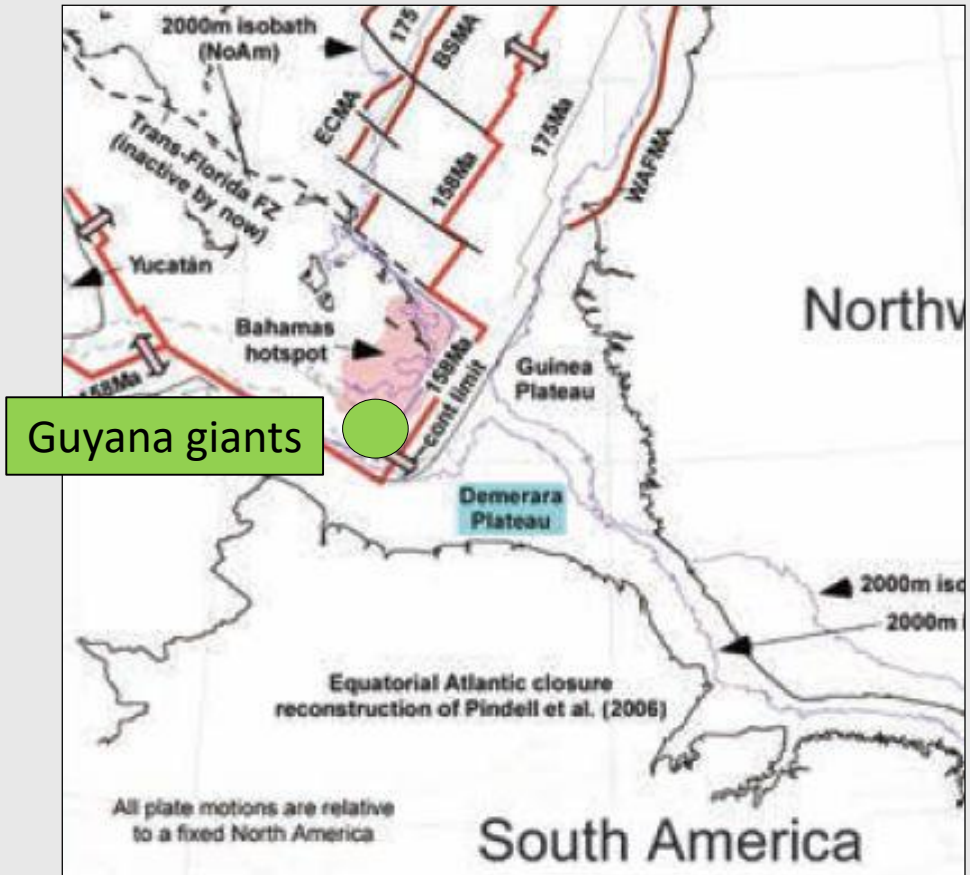 2000m isobath
(NoAm)
175
BSMA
ECMA
158Ma
175Ma
WAFMA
Trans-Florida FZ
(inactive by now)
Yucatán
Bahamas
hotspot
Northw
158Ma
cont limit
Guinea
Plateau
58Ma
Guyana giants
Demerara
Plateau
2000m iso
2000m i
Equatorial Atlantic closure
reconstruction of Pindell et al. (2006)
All plate motions are relative
to a fixed North America
South America